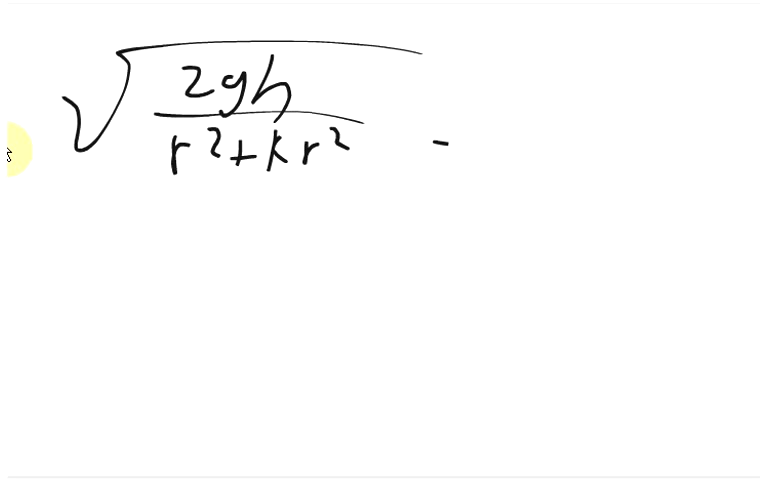 √(2gh / (r² + kr²)) -